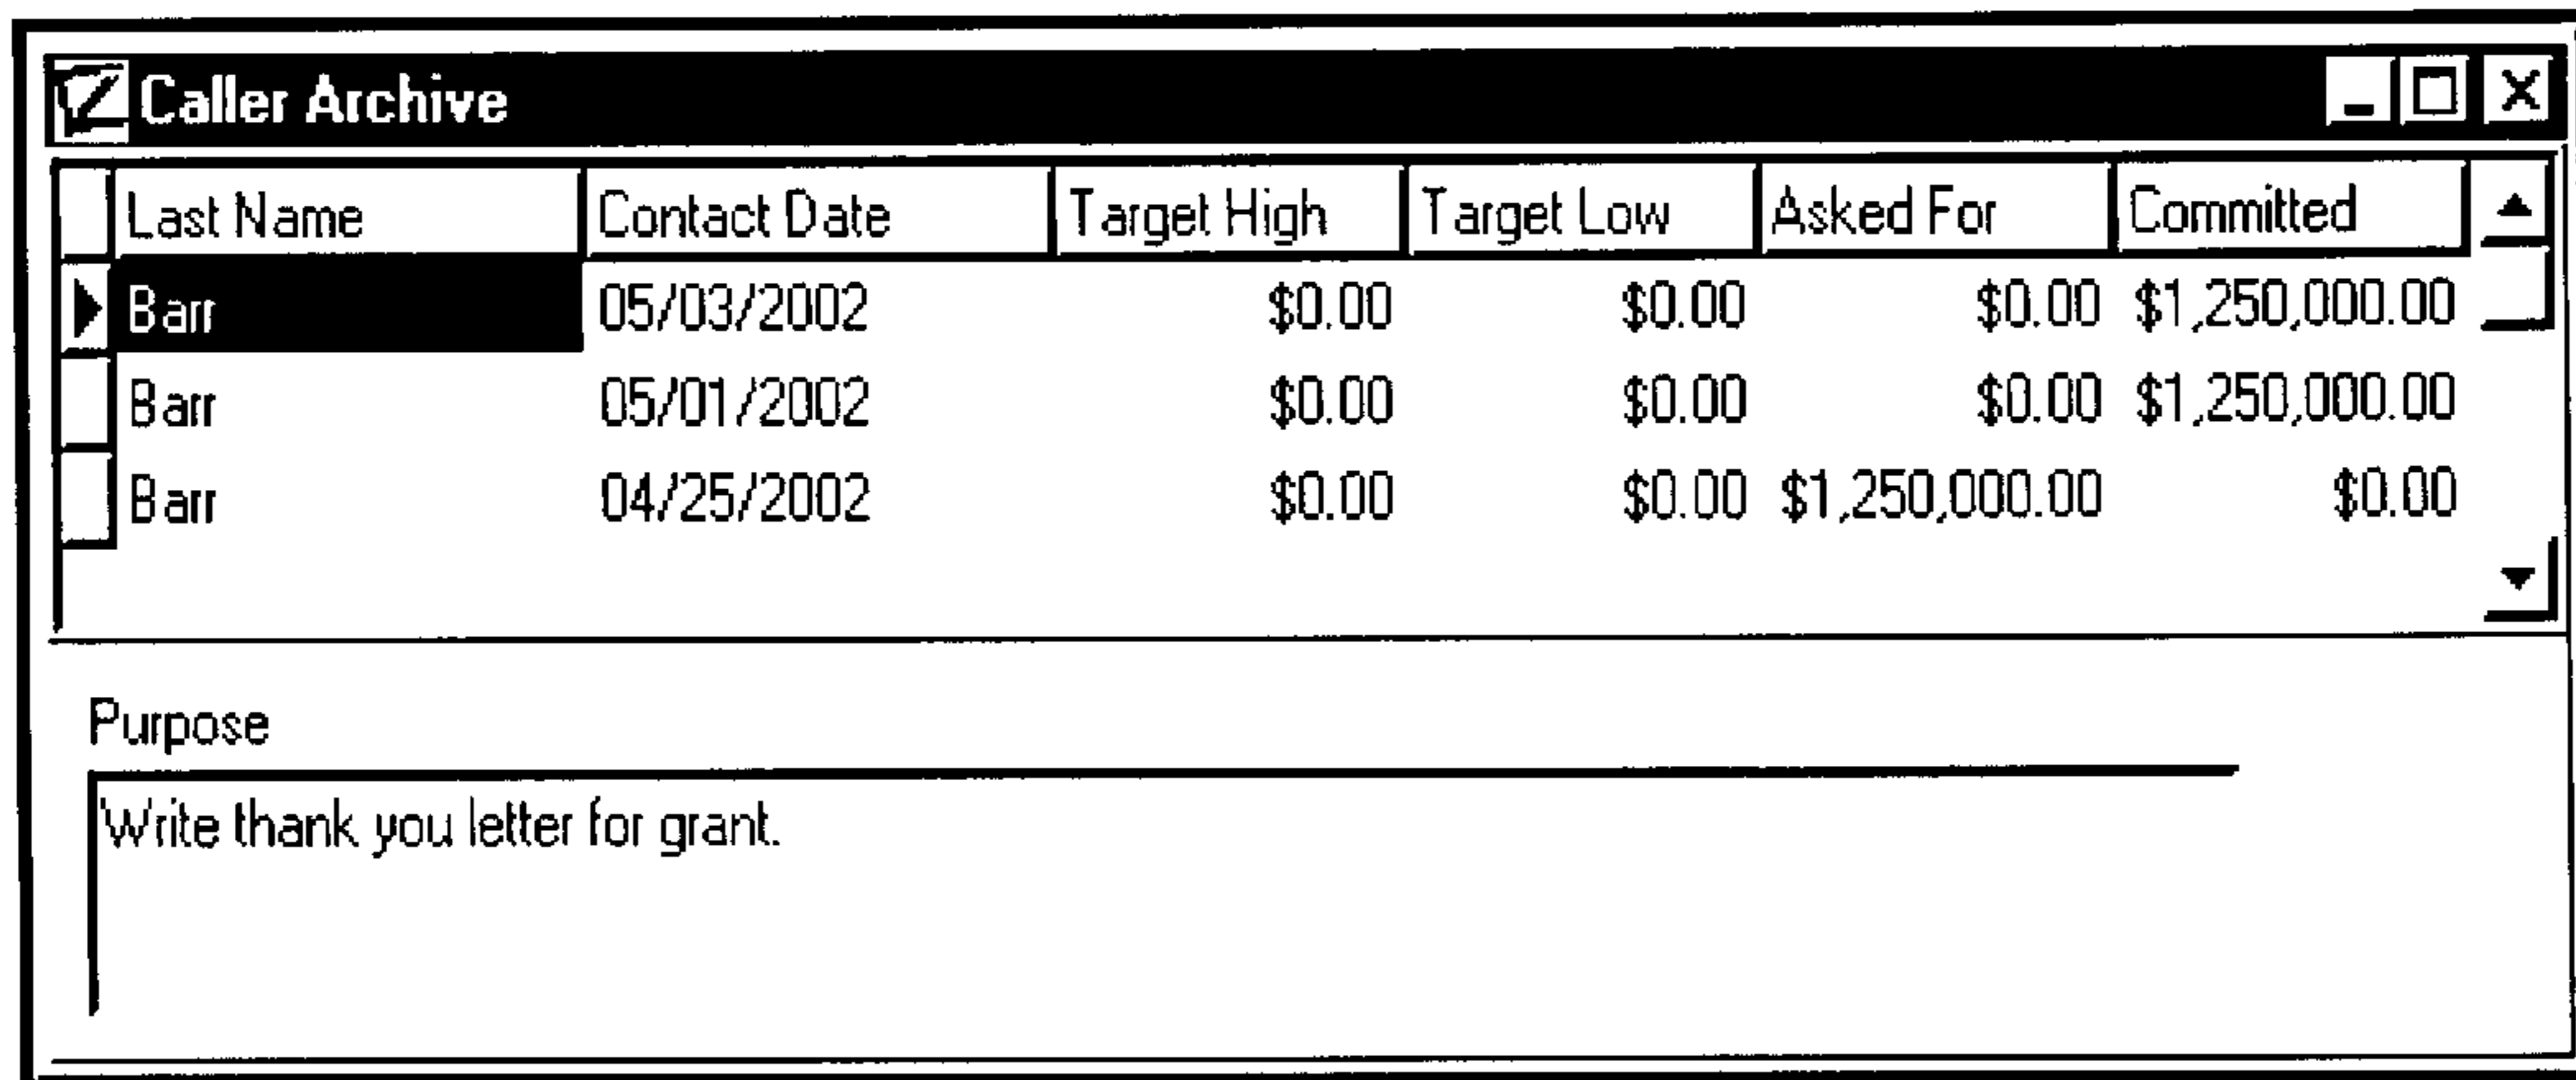 Caller Archive
Last Name Contact Date Target High Target Low Asked For Committed
Barr 05/03/2002 $0.00 $0.00 $0.00 $1,250,000.00
Barr 05/01/2002 $0.00 $0.00 $0.00 $1,250,000.00
Barr 04/25/2002 $0.00 $0.00 $1,250,000.00 $0.00
Purpose
Write thank you letter for grant.